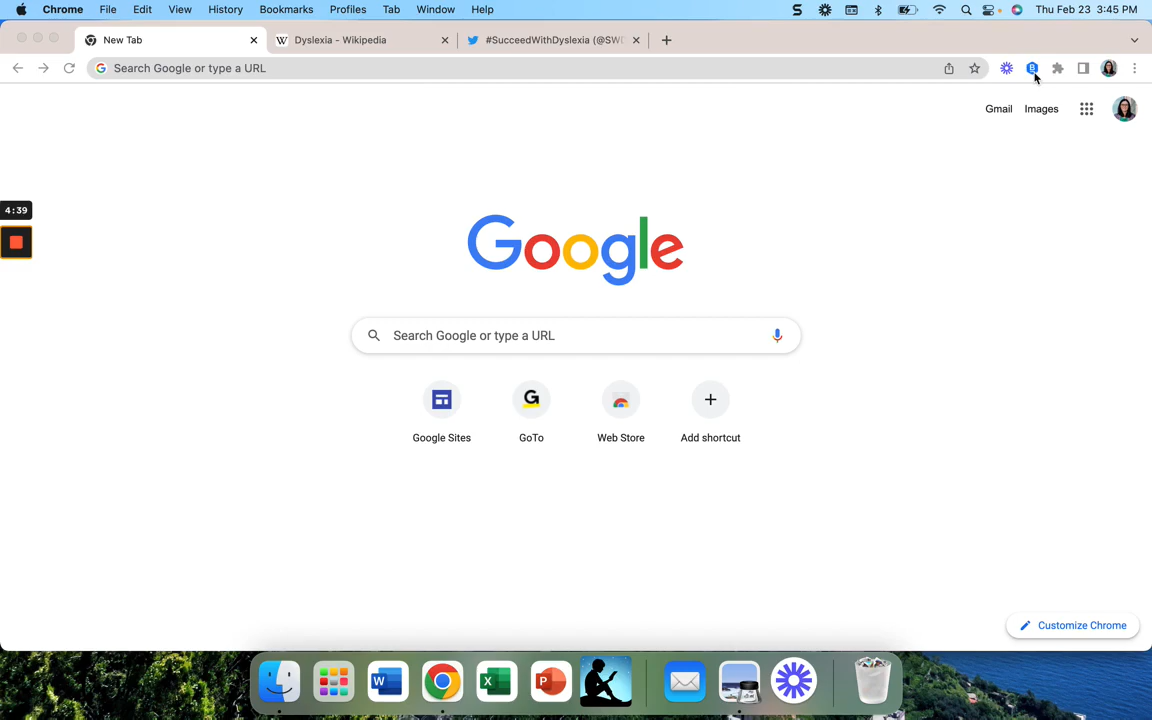 Chrome File Edit View History Bookmarks Profiles Tab Window Help Thu Feb 23 3:45 PM
New Tab Dyslexia - Wikipedia #SucceedWithDyslexia (@SWD
Search Google or type a URL
Gmail Images
4:39
Google
Search Google or type a URL
Google Sites GoTo Web Store Add shortcut
Customize Chrome